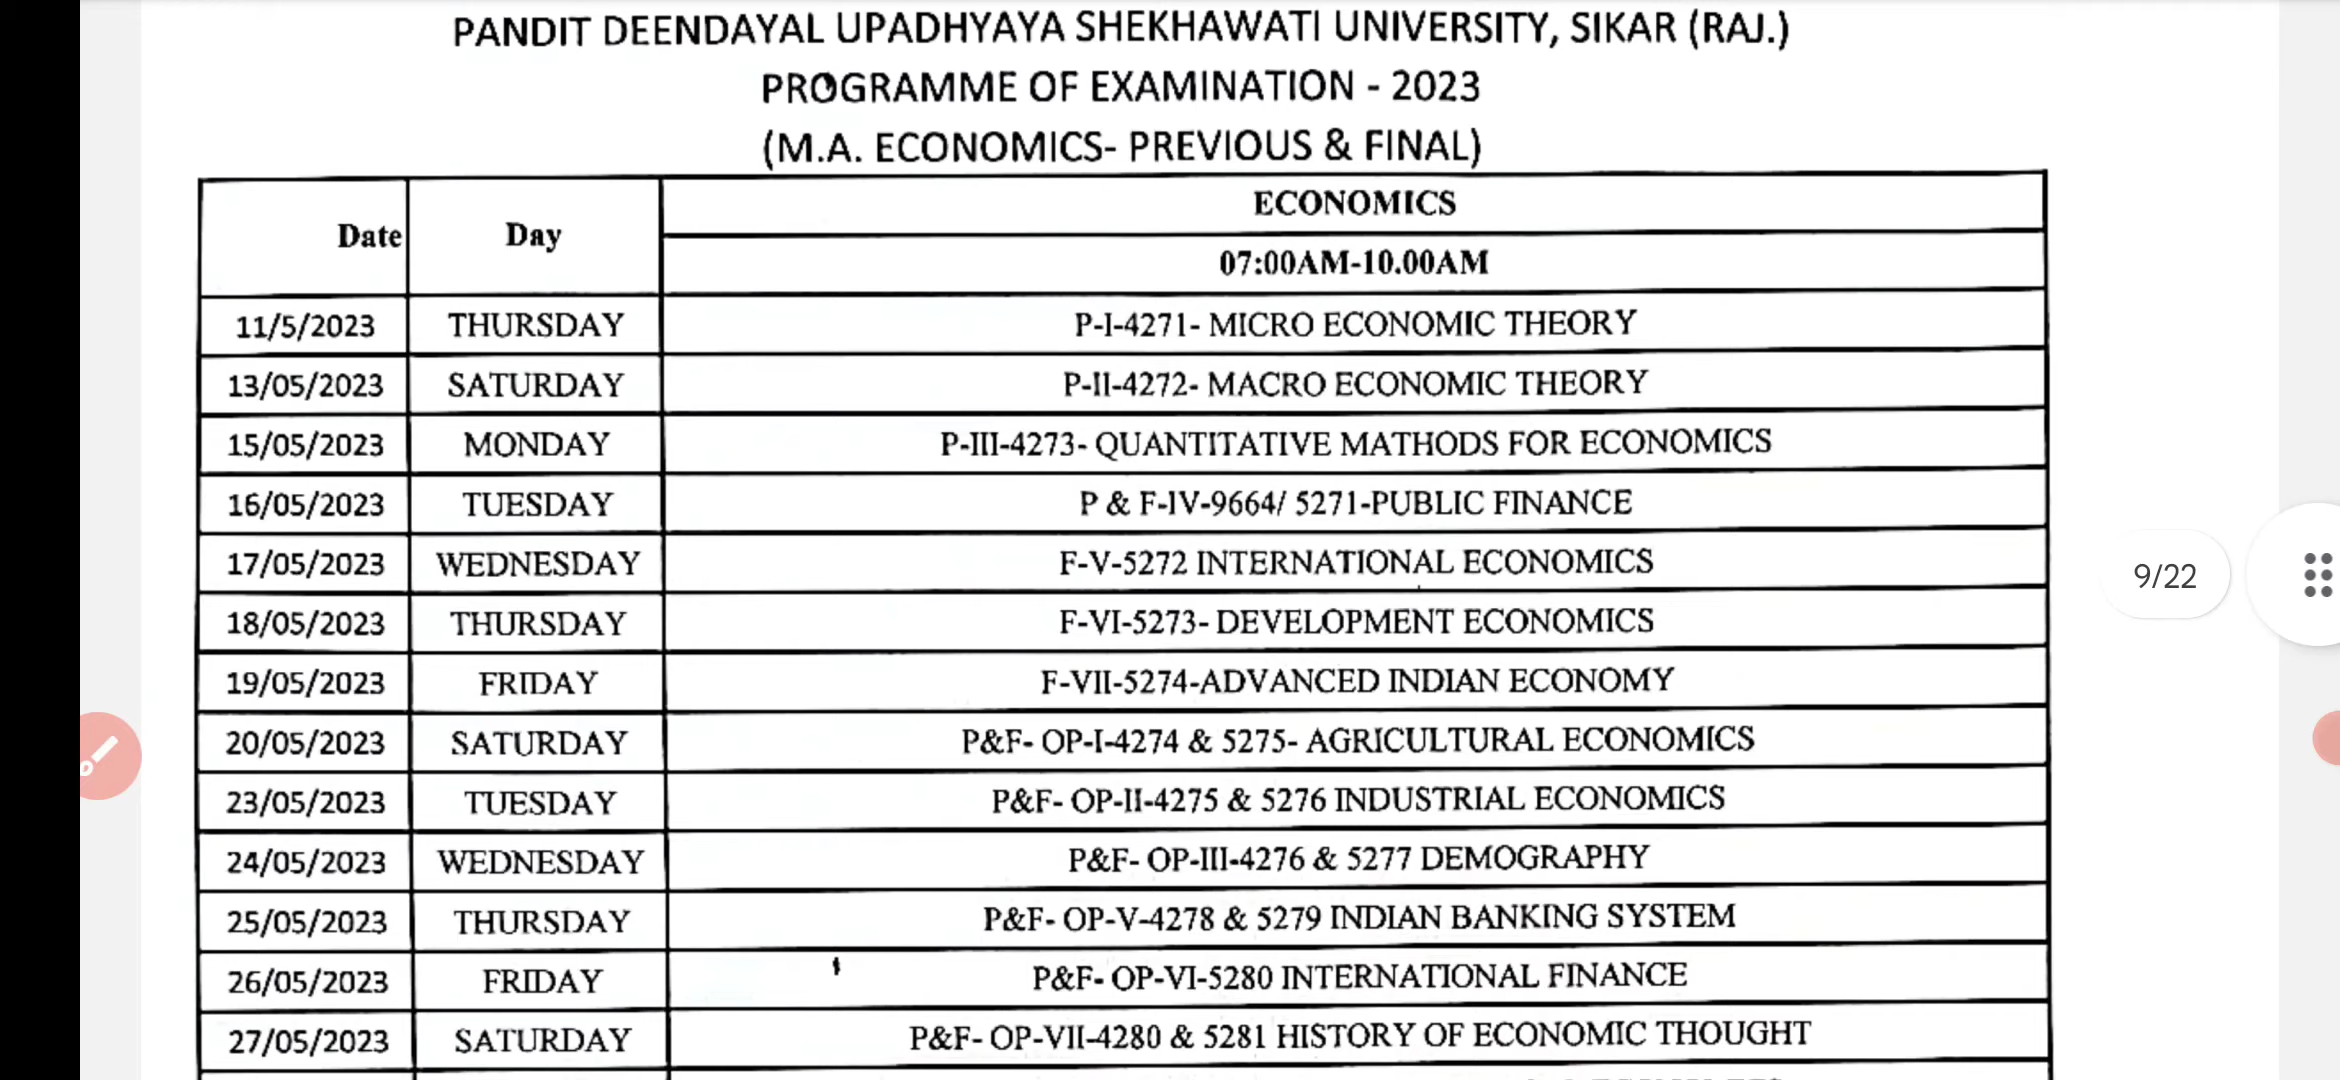 PANDIT DEENDAYAL UPADHYAYA SHEKHAWATI UNIVERSITY, SIKAR (RAJ.)
PROGRAMME OF EXAMINATION - 2023
(M.A. ECONOMICS- PREVIOUS & FINAL)
Date Day ECONOMICS
07:00AM-10.00AM
11/5/2023 THURSDAY P-I-4271- MICRO ECONOMIC THEORY
13/05/2023 SATURDAY P-II-4272- MACRO ECONOMIC THEORY
15/05/2023 MONDAY P-III-4273- QUANTITATIVE MATHODS FOR ECONOMICS
16/05/2023 TUESDAY P & F-IV-9664/ 5271-PUBLIC FINANCE
17/05/2023 WEDNESDAY F-V-5272 INTERNATIONAL ECONOMICS
18/05/2023 THURSDAY F-VI-5273- DEVELOPMENT ECONOMICS
19/05/2023 FRIDAY F-VII-5274-ADVANCED INDIAN ECONOMY
20/05/2023 SATURDAY P&F- OP-I-4274 & 5275- AGRICULTURAL ECONOMICS
23/05/2023 TUESDAY P&F- OP-II-4275 & 5276 INDUSTRIAL ECONOMICS
24/05/2023 WEDNESDAY P&F- OP-III-4276 & 5277 DEMOGRAPHY
25/05/2023 THURSDAY P&F- OP-V-4278 & 5279 INDIAN BANKING SYSTEM
26/05/2023 FRIDAY P&F- OP-VI-5280 INTERNATIONAL FINANCE
27/05/2023 SATURDAY P&F- OP-VII-4280 & 5281 HISTORY OF ECONOMIC THOUGHT
9/22